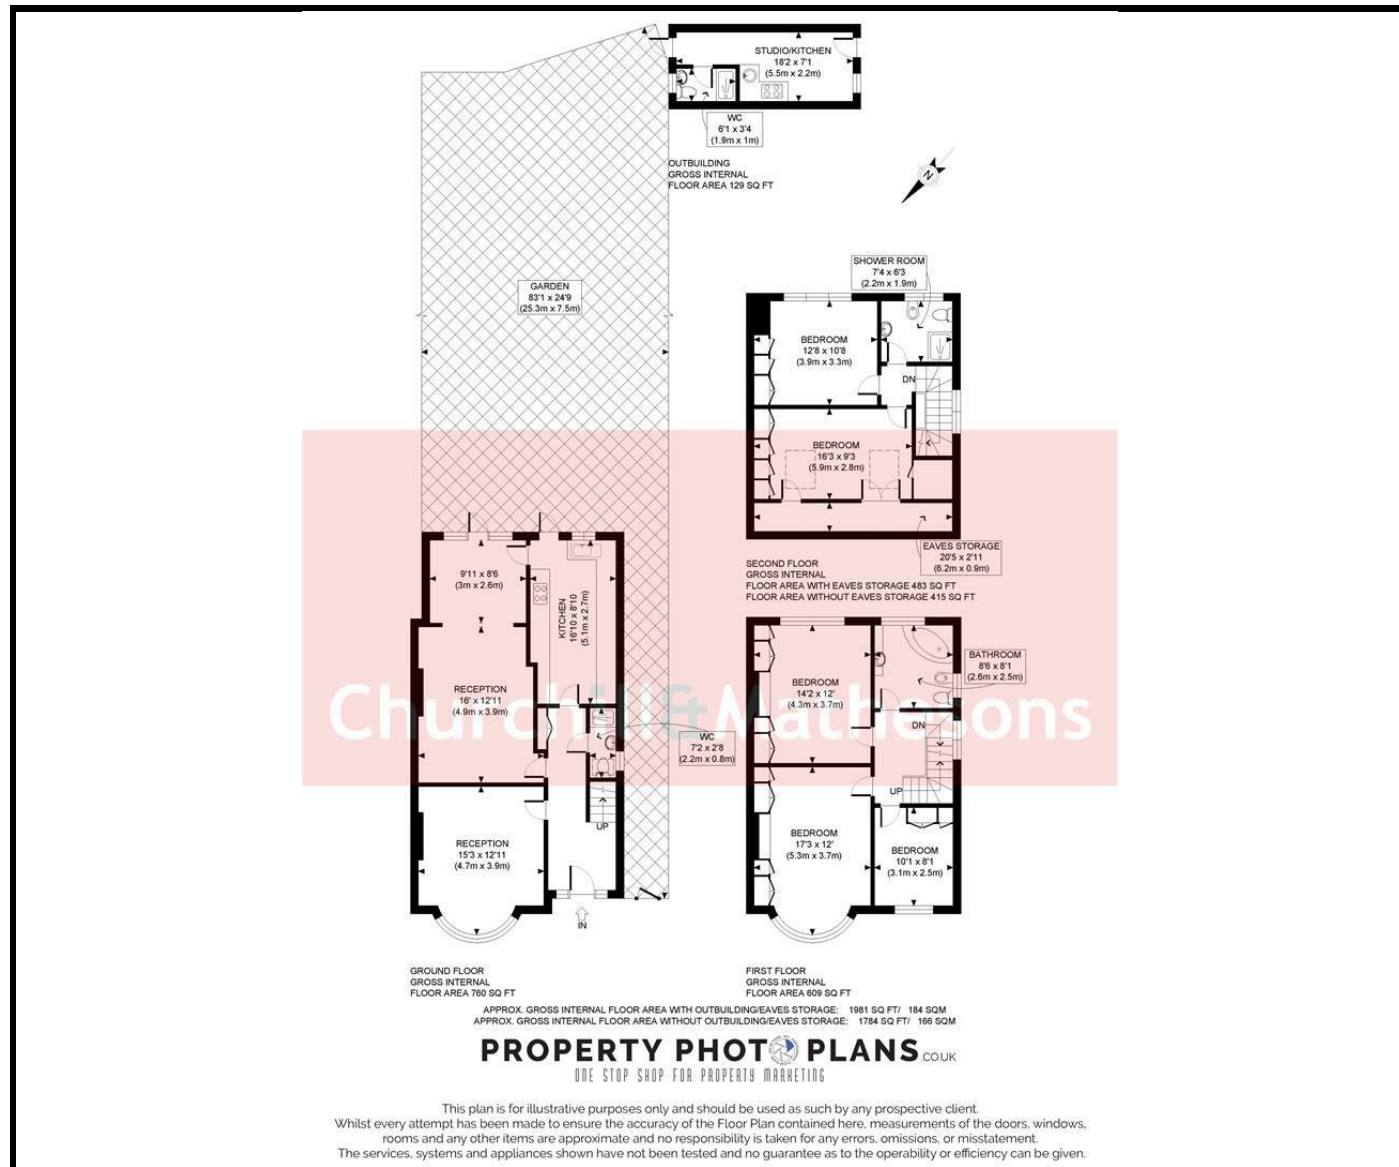 STUDIO/KITCHEN
18'2 x 7'1
(5.5m x 2.2m)
WC
6'1 x 3'4
(1.9m x 1m)
OUTBUILDING
GROSS INTERNAL
FLOOR AREA 129 SQ FT
N
GARDEN
83'1 x 24'9
(25.3m x 7.5m)
SHOWER ROOM
7'4 x 6'3
(2.2m x 1.9m)
BEDROOM
12'8 x 10'8
(3.9m x 3.3m)
DN
BEDROOM
16'3 x 9'3
(5.9m x 2.8m)
EAVES STORAGE
20'5 x 2'11
(6.2m x 0.9m)
SECOND FLOOR
GROSS INTERNAL
FLOOR AREA WITH EAVES STORAGE 483 SQ FT
FLOOR AREA WITHOUT EAVES STORAGE 415 SQ FT
9'11 x 8'6
(3m x 2.6m)
KITCHEN
16'10 x 8'10
(5.1m x 2.7m)
RECEPTION
16' x 12'11
(4.9m x 3.9m)
WC
7'2 x 2'8
(2.2m x 0.8m)
UP
RECEPTION
15'3 x 12'11
(4.7m x 3.9m)
IN
BATHROOM
8'6 x 8'1
(2.6m x 2.5m)
BEDROOM
14'2 x 12'
(4.3m x 3.7m)
DN
UP
BEDROOM
17'3 x 12'
(5.3m x 3.7m)
BEDROOM
10'1 x 8'1
(3.1m x 2.5m)
Churchill & Mathesons
GROUND FLOOR
GROSS INTERNAL
FLOOR AREA 760 SQ FT
FIRST FLOOR
GROSS INTERNAL
FLOOR AREA 609 SQ FT
APPROX. GROSS INTERNAL FLOOR AREA WITH OUTBUILDING/EAVES STORAGE: 1981 SQ FT/ 184 SQM
APPROX. GROSS INTERNAL FLOOR AREA WITHOUT OUTBUILDING/EAVES STORAGE: 1784 SQ FT/ 166 SQM
PROPERTY PHOTO PLANS.CO.UK
ONE STOP SHOP FOR PROPERTY MARKETING
This plan is for illustrative purposes only and should be used as such by any prospective client.
Whilst every attempt has been made to ensure the accuracy of the Floor Plan contained here, measurements of the doors, windows,
rooms and any other items are approximate and no responsibility is taken for any errors, omissions, or misstatement.
The services, systems and appliances shown have not been tested and no guarantee as to the operability or efficiency can be given.